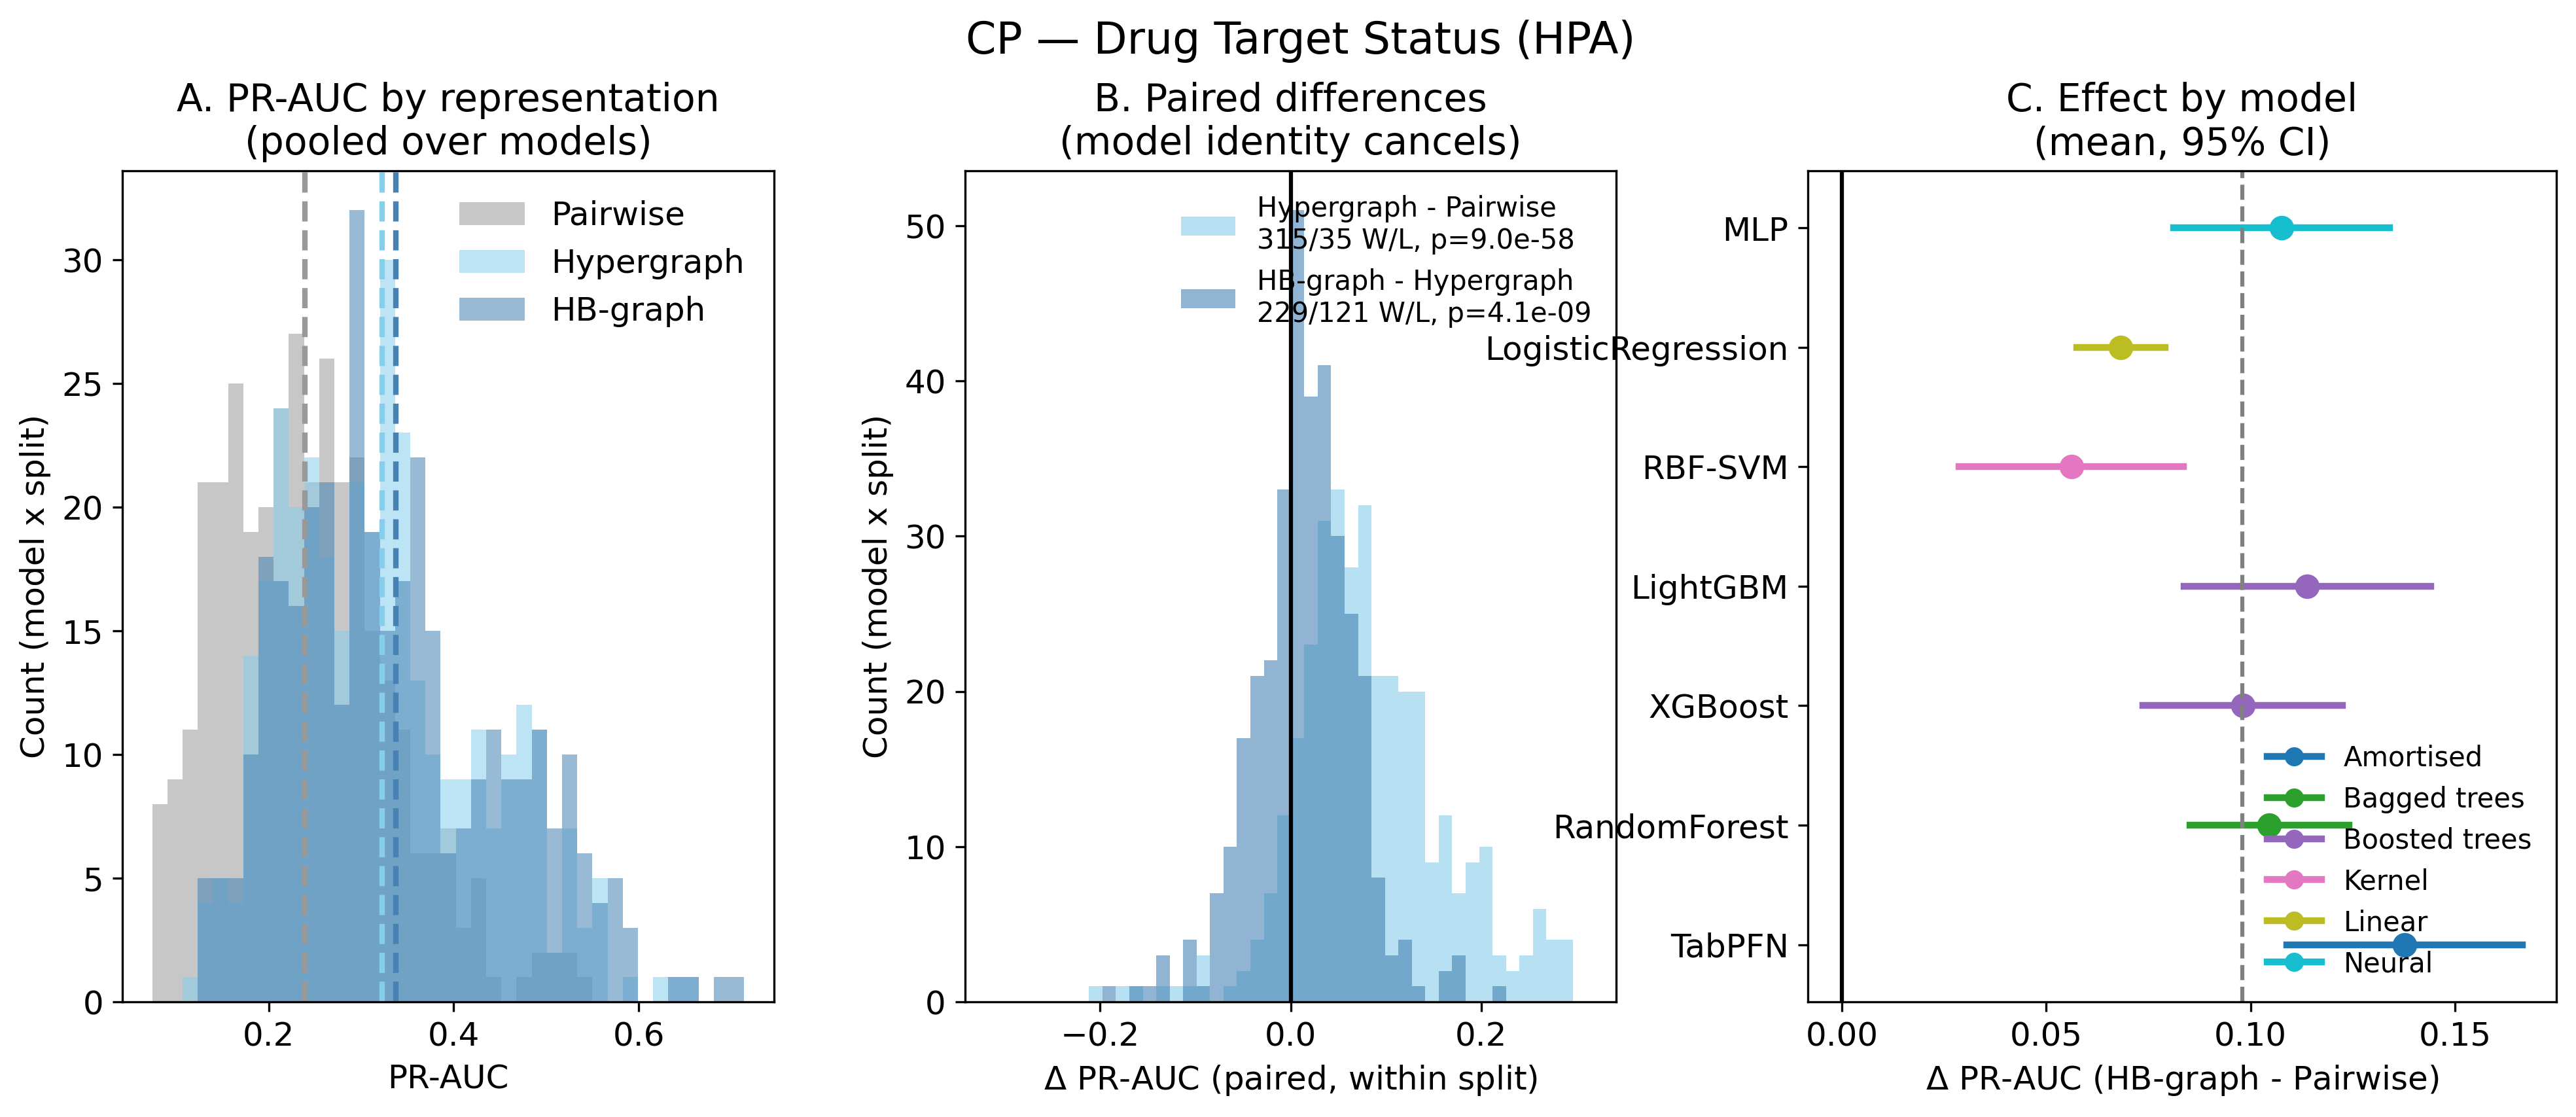 CP — Drug Target Status (HPA)
A. PR-AUC by representation
(pooled over models)
Count (model x split)
30
25
20
15
10
5
0
0.2
0.4
0.6
PR-AUC
Pairwise
Hypergraph
HB-graph
B. Paired differences
(model identity cancels)
Count (model x split)
50
40
30
20
10
0
−0.2
0.0
0.2
Δ PR-AUC (paired, within split)
Hypergraph - Pairwise
315/35 W/L, p=9.0e-58
HB-graph - Hypergraph
229/121 W/L, p=4.1e-09
C. Effect by model
(mean, 95% CI)
MLP
LogisticRegression
RBF-SVM
LightGBM
XGBoost
RandomForest
TabPFN
0.00
0.05
0.10
0.15
Δ PR-AUC (HB-graph - Pairwise)
Amortised
Bagged trees
Boosted trees
Kernel
Linear
Neural